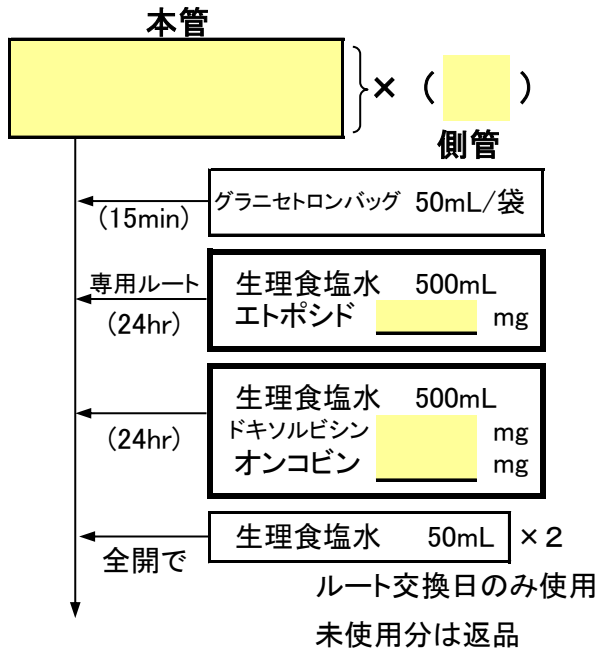 本管
× ( )
側管
グラニセトロンバッグ 50mL/袋
(15min)
専用ルート
(24hr)
生理食塩水 500mL
エトポシド mg
(24hr)
生理食塩水 500mL
ドキソルビシン mg
オンコビン mg
全開で
生理食塩水 50mL ×２
ルート交換日のみ使用
未使用分は返品